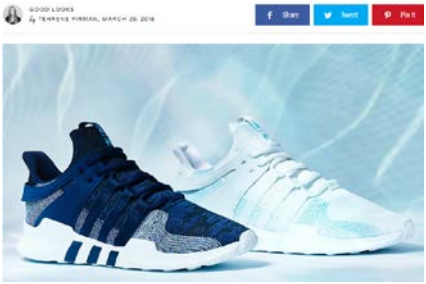 GOOD LOOKS
by TEHRENE FIRMAN, MARCH 28, 2018
Share
Tweet
Pin It